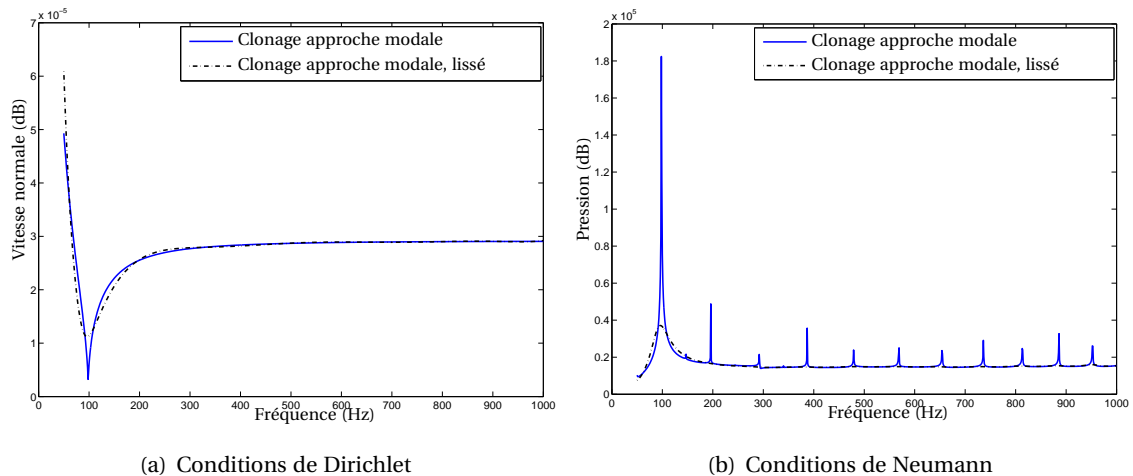 x 10⁻⁵
7
6
5
4
3
2
1
0
0 100 200 300 400 500 600 700 800 900 1000
Vitesse normale (dB)
Fréquence (Hz)
Clonage approche modale
Clonage approche modale, lissé
(a) Conditions de Dirichlet
x 10⁵
2
1.8
1.6
1.4
1.2
1
0.8
0.6
0.4
0.2
0
0 100 200 300 400 500 600 700 800 900 1000
Pression (dB)
Fréquence (Hz)
Clonage approche modale
Clonage approche modale, lissé
(b) Conditions de Neumann